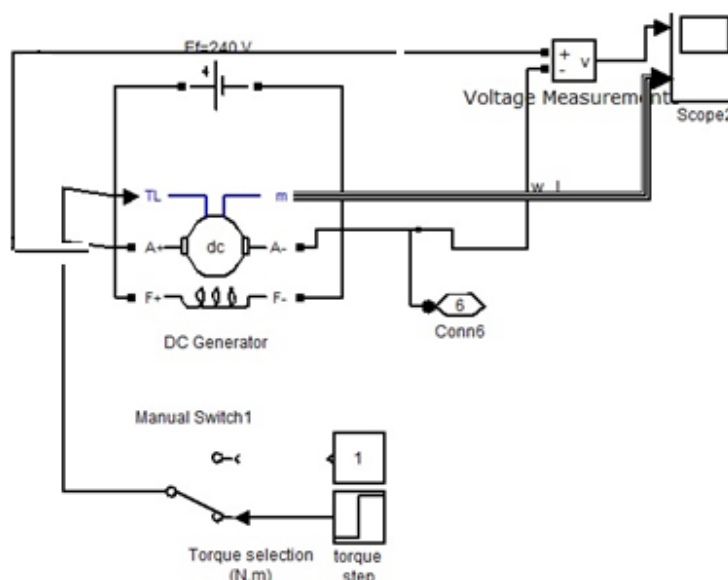 Ef=240 V
+
-
v
Voltage Measurement
Scope2
TL
m
w
A+
dc
A-
F+
F-
6
Conn6
DC Generator
Manual Switch1
1
Torque selection
(N.m)
torque
step